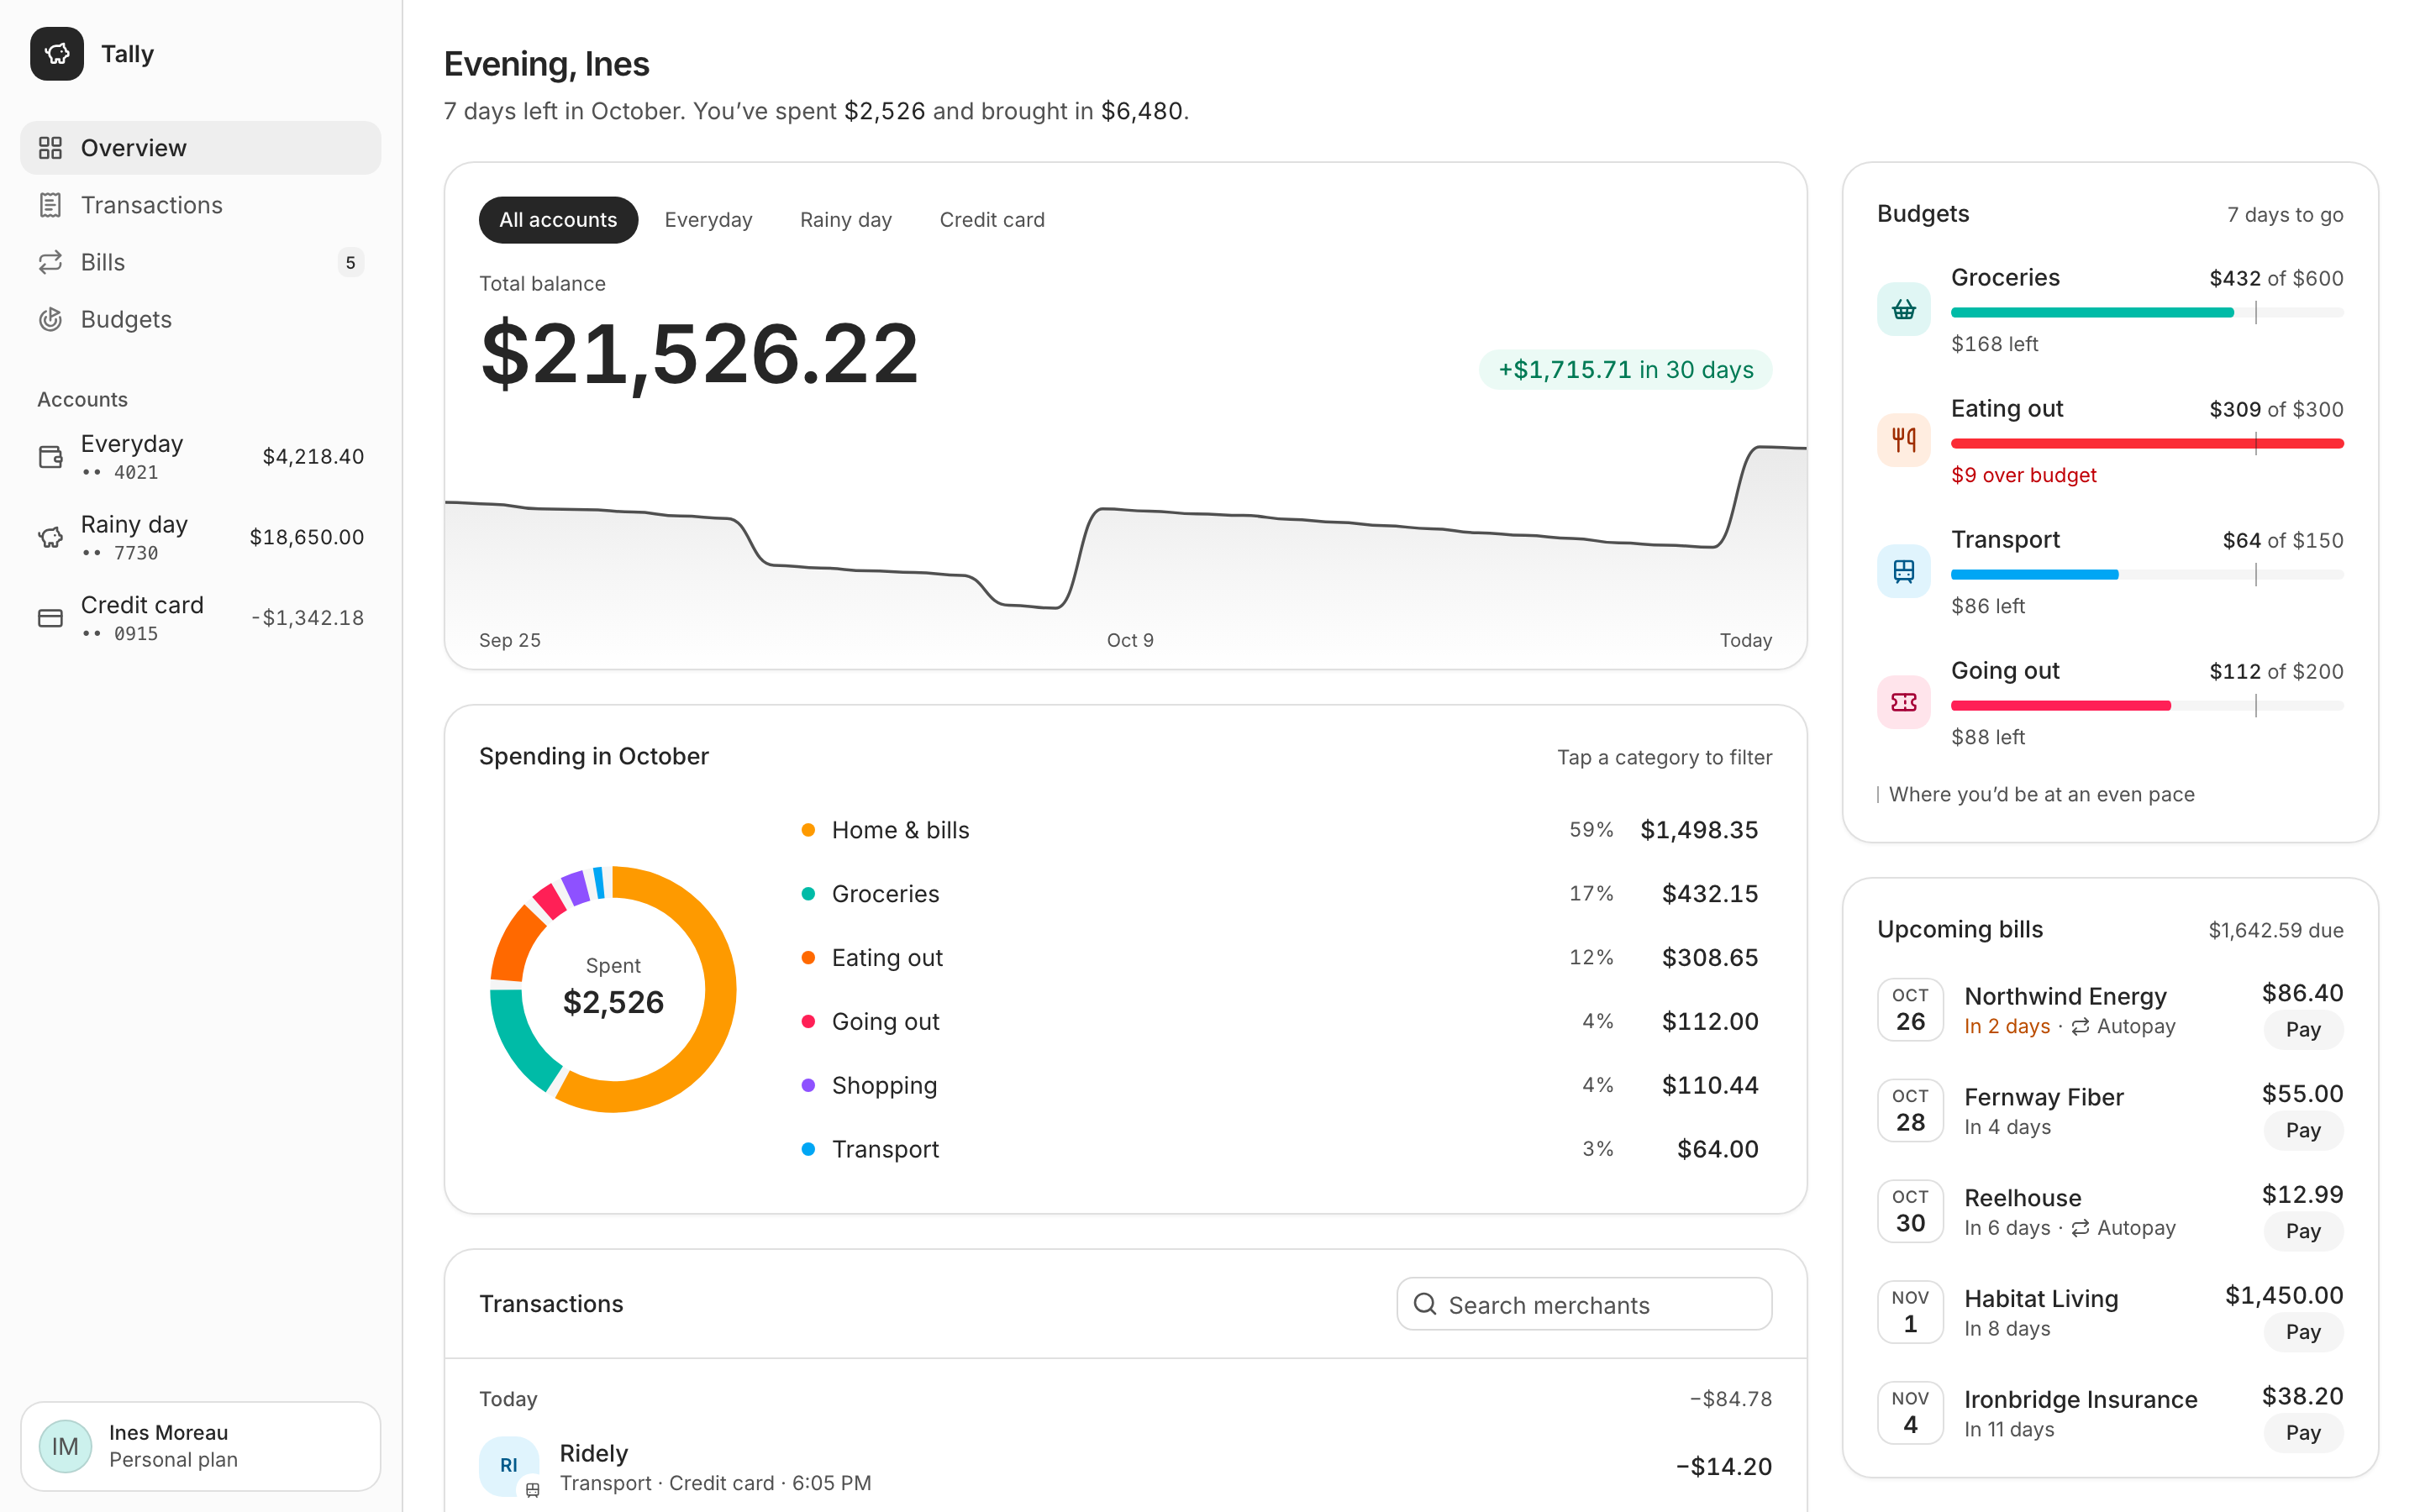 Tally
Overview
Transactions
Bills 5
Budgets
Accounts
Everyday $4,218.40
•• 4021
Rainy day $18,650.00
•• 7730
Credit card -$1,342.18
•• 0915
IM
Ines Moreau
Personal plan
Evening, Ines
7 days left in October. You’ve spent $2,526 and brought in $6,480.
All accounts Everyday Rainy day Credit card
Total balance
$21,526.22
+$1,715.71 in 30 days
Sep 25 Oct 9 Today
Spending in October Tap a category to filter
Spent
$2,526
Home & bills 59% $1,498.35
Groceries 17% $432.15
Eating out 12% $308.65
Going out 4% $112.00
Shopping 4% $110.44
Transport 3% $64.00
Transactions Search merchants
Today −$84.78
RI
Ridely −$14.20
Transport · Credit card · 6:05 PM
Budgets 7 days to go
Groceries $432 of $600
$168 left
Eating out $309 of $300
$9 over budget
Transport $64 of $150
$86 left
Going out $112 of $200
$88 left
Where you’d be at an even pace
Upcoming bills $1,642.59 due
OCT 26
Northwind Energy $86.40
In 2 days · Autopay Pay
OCT 28
Fernway Fiber $55.00
In 4 days Pay
OCT 30
Reelhouse $12.99
In 6 days · Autopay Pay
NOV 1
Habitat Living $1,450.00
In 8 days Pay
NOV 4
Ironbridge Insurance $38.20
In 11 days Pay